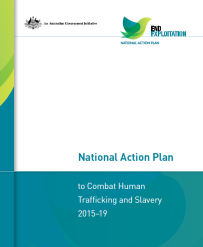 An Australian Government Initiative
END
EXPLOITATION
NATIONAL ACTION PLAN
National Action Plan
to Combat Human
Trafficking and Slavery
2015–19